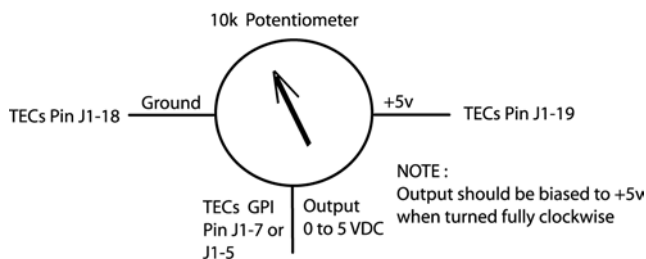 10k Potentiometer
TECs Pin J1-18
Ground
+5v
TECs Pin J1-19
TECs GPI
Pin J1-7 or
J1-5
Output
0 to 5 VDC
NOTE :
Output should be biased to +5v
when turned fully clockwise